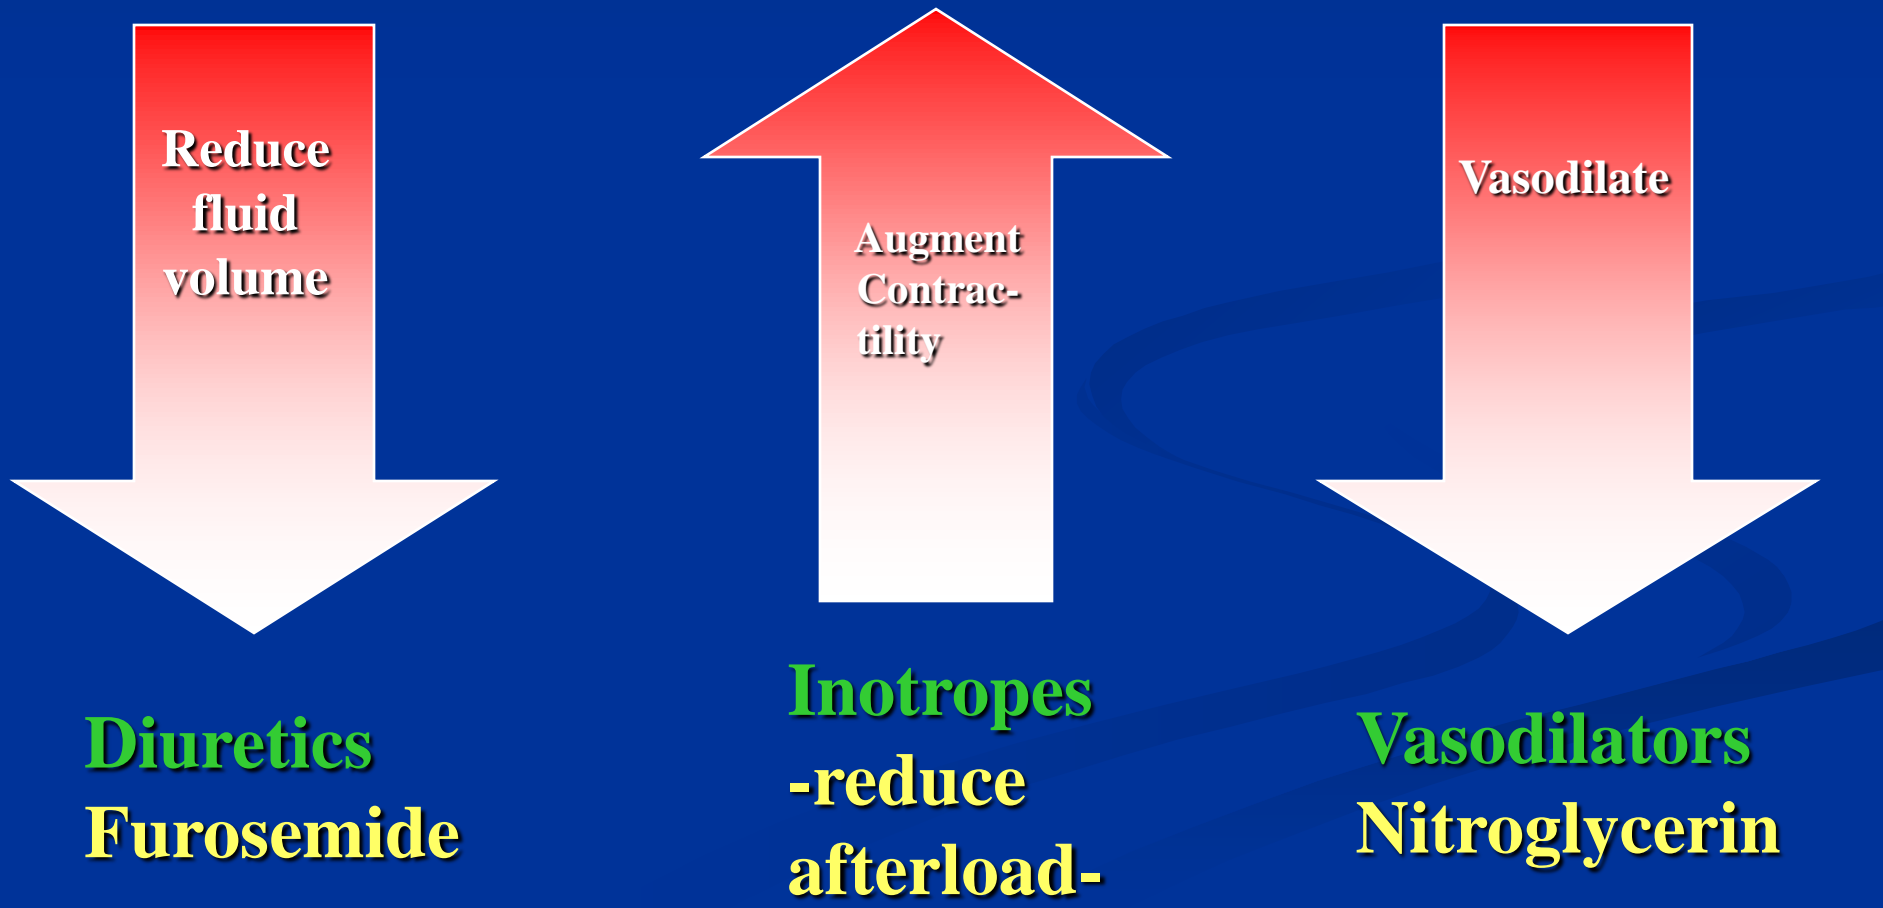 Reduce
fluid
volume
Augment
Contrac-
tility
Vasodilate
Diuretics
Furosemide
Inotropes
-reduce
afterload-
Vasodilators
Nitroglycerin